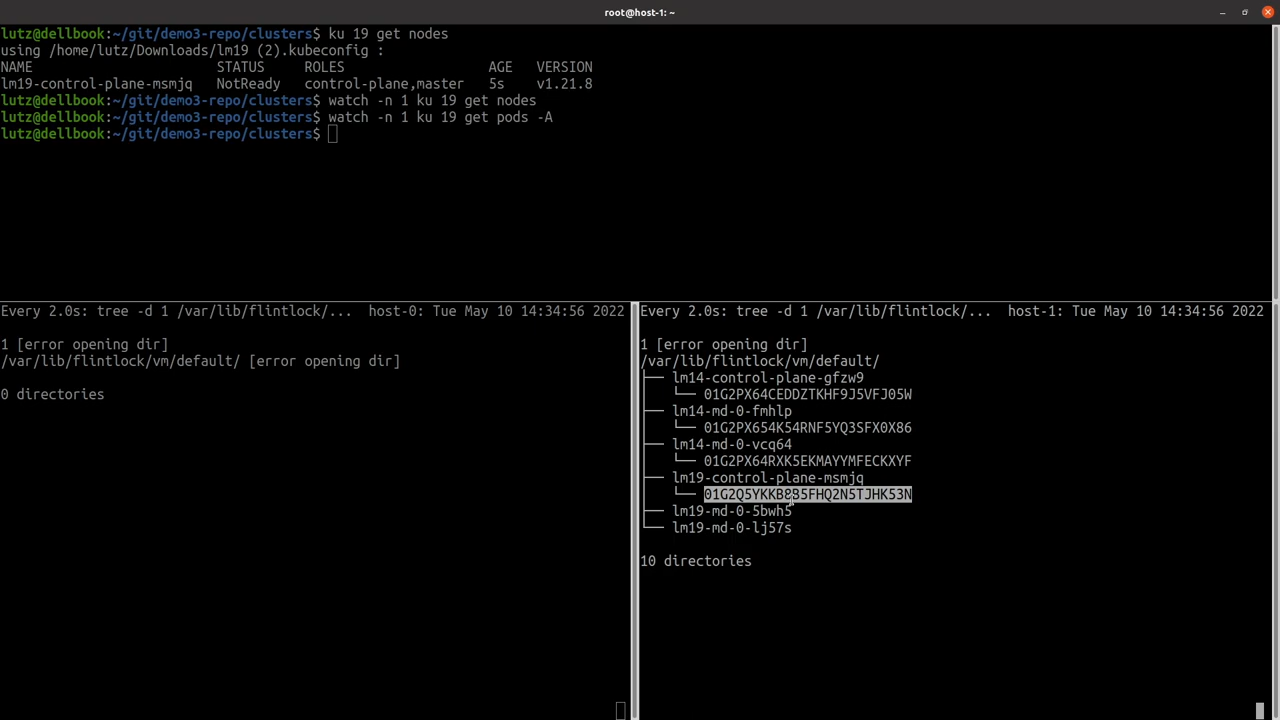 root@host-1: ~
lutz@dellbook:~/git/demo3-repo/clusters$ ku 19 get nodes
using /home/lutz/Downloads/lm19 (2).kubeconfig :
NAME STATUS ROLES AGE VERSION
lm19-control-plane-msmjq NotReady control-plane,master 5s v1.21.8
lutz@dellbook:~/git/demo3-repo/clusters$ watch -n 1 ku 19 get nodes
lutz@dellbook:~/git/demo3-repo/clusters$ watch -n 1 ku 19 get pods -A
lutz@dellbook:~/git/demo3-repo/clusters$
Every 2.0s: tree -d 1 /var/lib/flintlock/... host-0: Tue May 10 14:34:56 2022
1 [error opening dir]
/var/lib/flintlock/vm/default/ [error opening dir]
0 directories
Every 2.0s: tree -d 1 /var/lib/flintlock/... host-1: Tue May 10 14:34:56 2022
1 [error opening dir]
/var/lib/flintlock/vm/default/
├── lm14-control-plane-gfzw9
│   └── 01G2PX64CEDDZTKHF9J5VFJ05W
├── lm14-md-0-fmhlp
│   └── 01G2PX654K54RNF5YQ3SFX0X86
├── lm14-md-0-vcq64
│   └── 01G2PX64RXK5EKMAYYMFECKXYF
├── lm19-control-plane-msmjq
│   └── 01G2Q5YKKB8B5FHQ2N5TJHK53N
├── lm19-md-0-5bwh5
└── lm19-md-0-lj57s
10 directories